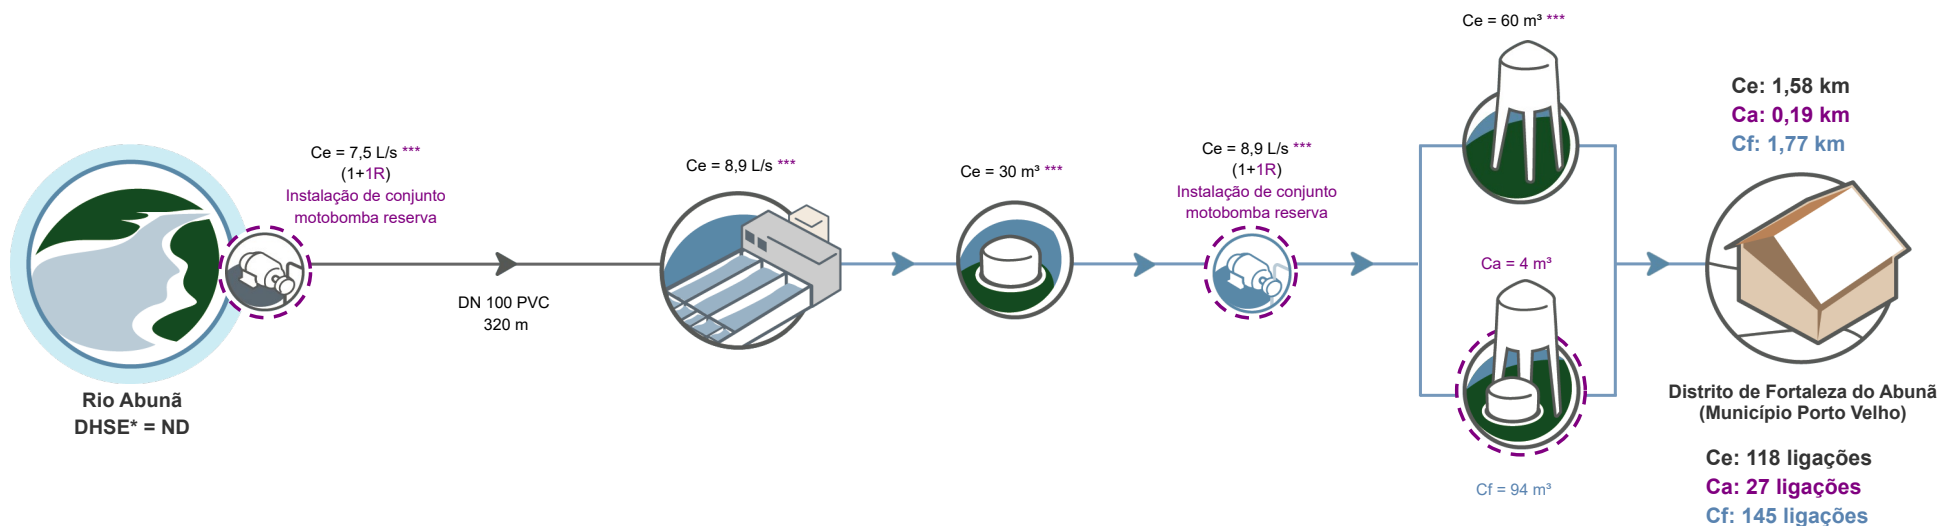 Ce = 60 m³ ***
Ce: 1,58 km
Ca: 0,19 km
Cf: 1,77 km
Ce = 7,5 L/s ***
(1+1R)
Instalação de conjunto
motobomba reserva
Ce = 8,9 L/s ***
Ce = 30 m³ ***
Ce = 8,9 L/s ***
(1+1R)
Instalação de conjunto
motobomba reserva
Ca = 4 m³
DN 100 PVC
320 m
Rio Abunã
DHSE* = ND
Distrito de Fortaleza do Abunã
(Município Porto Velho)
Cf = 94 m³
Ce: 118 ligações
Ca: 27 ligações
Cf: 145 ligações